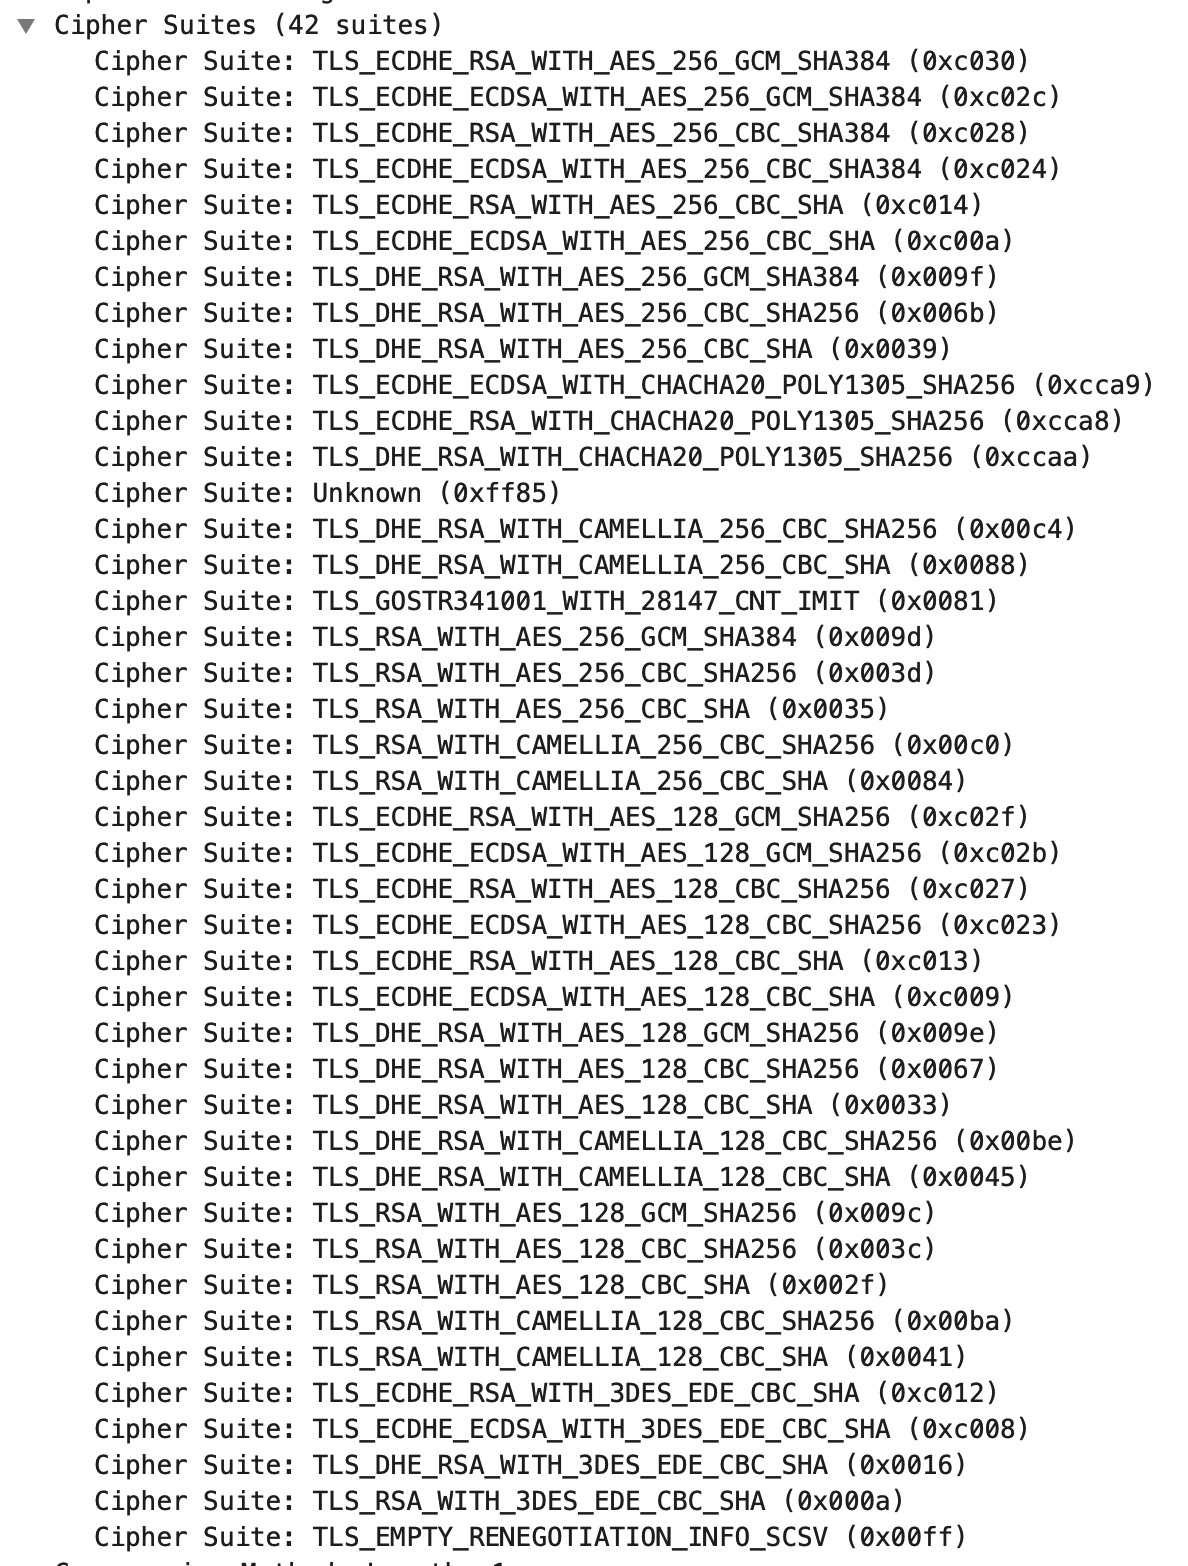 Cipher Suites (42 suites)
Cipher Suite: TLS_ECDHE_RSA_WITH_AES_256_GCM_SHA384 (0xc030)
Cipher Suite: TLS_ECDHE_ECDSA_WITH_AES_256_GCM_SHA384 (0xc02c)
Cipher Suite: TLS_ECDHE_RSA_WITH_AES_256_CBC_SHA384 (0xc028)
Cipher Suite: TLS_ECDHE_ECDSA_WITH_AES_256_CBC_SHA384 (0xc024)
Cipher Suite: TLS_ECDHE_RSA_WITH_AES_256_CBC_SHA (0xc014)
Cipher Suite: TLS_ECDHE_ECDSA_WITH_AES_256_CBC_SHA (0xc00a)
Cipher Suite: TLS_DHE_RSA_WITH_AES_256_GCM_SHA384 (0x009f)
Cipher Suite: TLS_DHE_RSA_WITH_AES_256_CBC_SHA256 (0x006b)
Cipher Suite: TLS_DHE_RSA_WITH_AES_256_CBC_SHA (0x0039)
Cipher Suite: TLS_ECDHE_ECDSA_WITH_CHACHA20_POLY1305_SHA256 (0xcca9)
Cipher Suite: TLS_ECDHE_RSA_WITH_CHACHA20_POLY1305_SHA256 (0xcca8)
Cipher Suite: TLS_DHE_RSA_WITH_CHACHA20_POLY1305_SHA256 (0xccaa)
Cipher Suite: Unknown (0xff85)
Cipher Suite: TLS_DHE_RSA_WITH_CAMELLIA_256_CBC_SHA256 (0x00c4)
Cipher Suite: TLS_DHE_RSA_WITH_CAMELLIA_256_CBC_SHA (0x0088)
Cipher Suite: TLS_GOSTR341001_WITH_28147_CNT_IMIT (0x0081)
Cipher Suite: TLS_RSA_WITH_AES_256_GCM_SHA384 (0x009d)
Cipher Suite: TLS_RSA_WITH_AES_256_CBC_SHA256 (0x003d)
Cipher Suite: TLS_RSA_WITH_AES_256_CBC_SHA (0x0035)
Cipher Suite: TLS_RSA_WITH_CAMELLIA_256_CBC_SHA256 (0x00c0)
Cipher Suite: TLS_RSA_WITH_CAMELLIA_256_CBC_SHA (0x0084)
Cipher Suite: TLS_ECDHE_RSA_WITH_AES_128_GCM_SHA256 (0xc02f)
Cipher Suite: TLS_ECDHE_ECDSA_WITH_AES_128_GCM_SHA256 (0xc02b)
Cipher Suite: TLS_ECDHE_RSA_WITH_AES_128_CBC_SHA256 (0xc027)
Cipher Suite: TLS_ECDHE_ECDSA_WITH_AES_128_CBC_SHA256 (0xc023)
Cipher Suite: TLS_ECDHE_RSA_WITH_AES_128_CBC_SHA (0xc013)
Cipher Suite: TLS_ECDHE_ECDSA_WITH_AES_128_CBC_SHA (0xc009)
Cipher Suite: TLS_DHE_RSA_WITH_AES_128_GCM_SHA256 (0x009e)
Cipher Suite: TLS_DHE_RSA_WITH_AES_128_CBC_SHA256 (0x0067)
Cipher Suite: TLS_DHE_RSA_WITH_AES_128_CBC_SHA (0x0033)
Cipher Suite: TLS_DHE_RSA_WITH_CAMELLIA_128_CBC_SHA256 (0x00be)
Cipher Suite: TLS_DHE_RSA_WITH_CAMELLIA_128_CBC_SHA (0x0045)
Cipher Suite: TLS_RSA_WITH_AES_128_GCM_SHA256 (0x009c)
Cipher Suite: TLS_RSA_WITH_AES_128_CBC_SHA256 (0x003c)
Cipher Suite: TLS_RSA_WITH_AES_128_CBC_SHA (0x002f)
Cipher Suite: TLS_RSA_WITH_CAMELLIA_128_CBC_SHA256 (0x00ba)
Cipher Suite: TLS_RSA_WITH_CAMELLIA_128_CBC_SHA (0x0041)
Cipher Suite: TLS_ECDHE_RSA_WITH_3DES_EDE_CBC_SHA (0xc012)
Cipher Suite: TLS_ECDHE_ECDSA_WITH_3DES_EDE_CBC_SHA (0xc008)
Cipher Suite: TLS_DHE_RSA_WITH_3DES_EDE_CBC_SHA (0x0016)
Cipher Suite: TLS_RSA_WITH_3DES_EDE_CBC_SHA (0x000a)
Cipher Suite: TLS_EMPTY_RENEGOTIATION_INFO_SCSV (0x00ff)